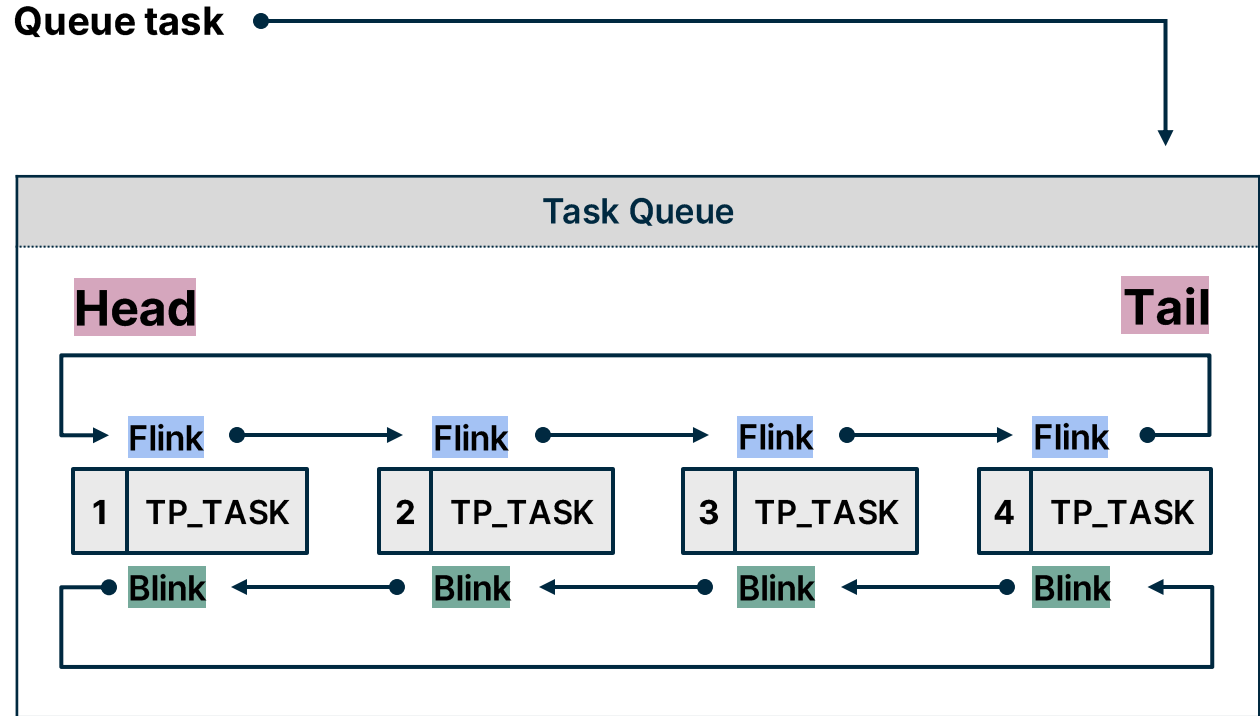 Queue task
Task Queue
Head Tail
Flink Flink Flink Flink
1 TP_TASK 2 TP_TASK 3 TP_TASK 4 TP_TASK
Blink Blink Blink Blink